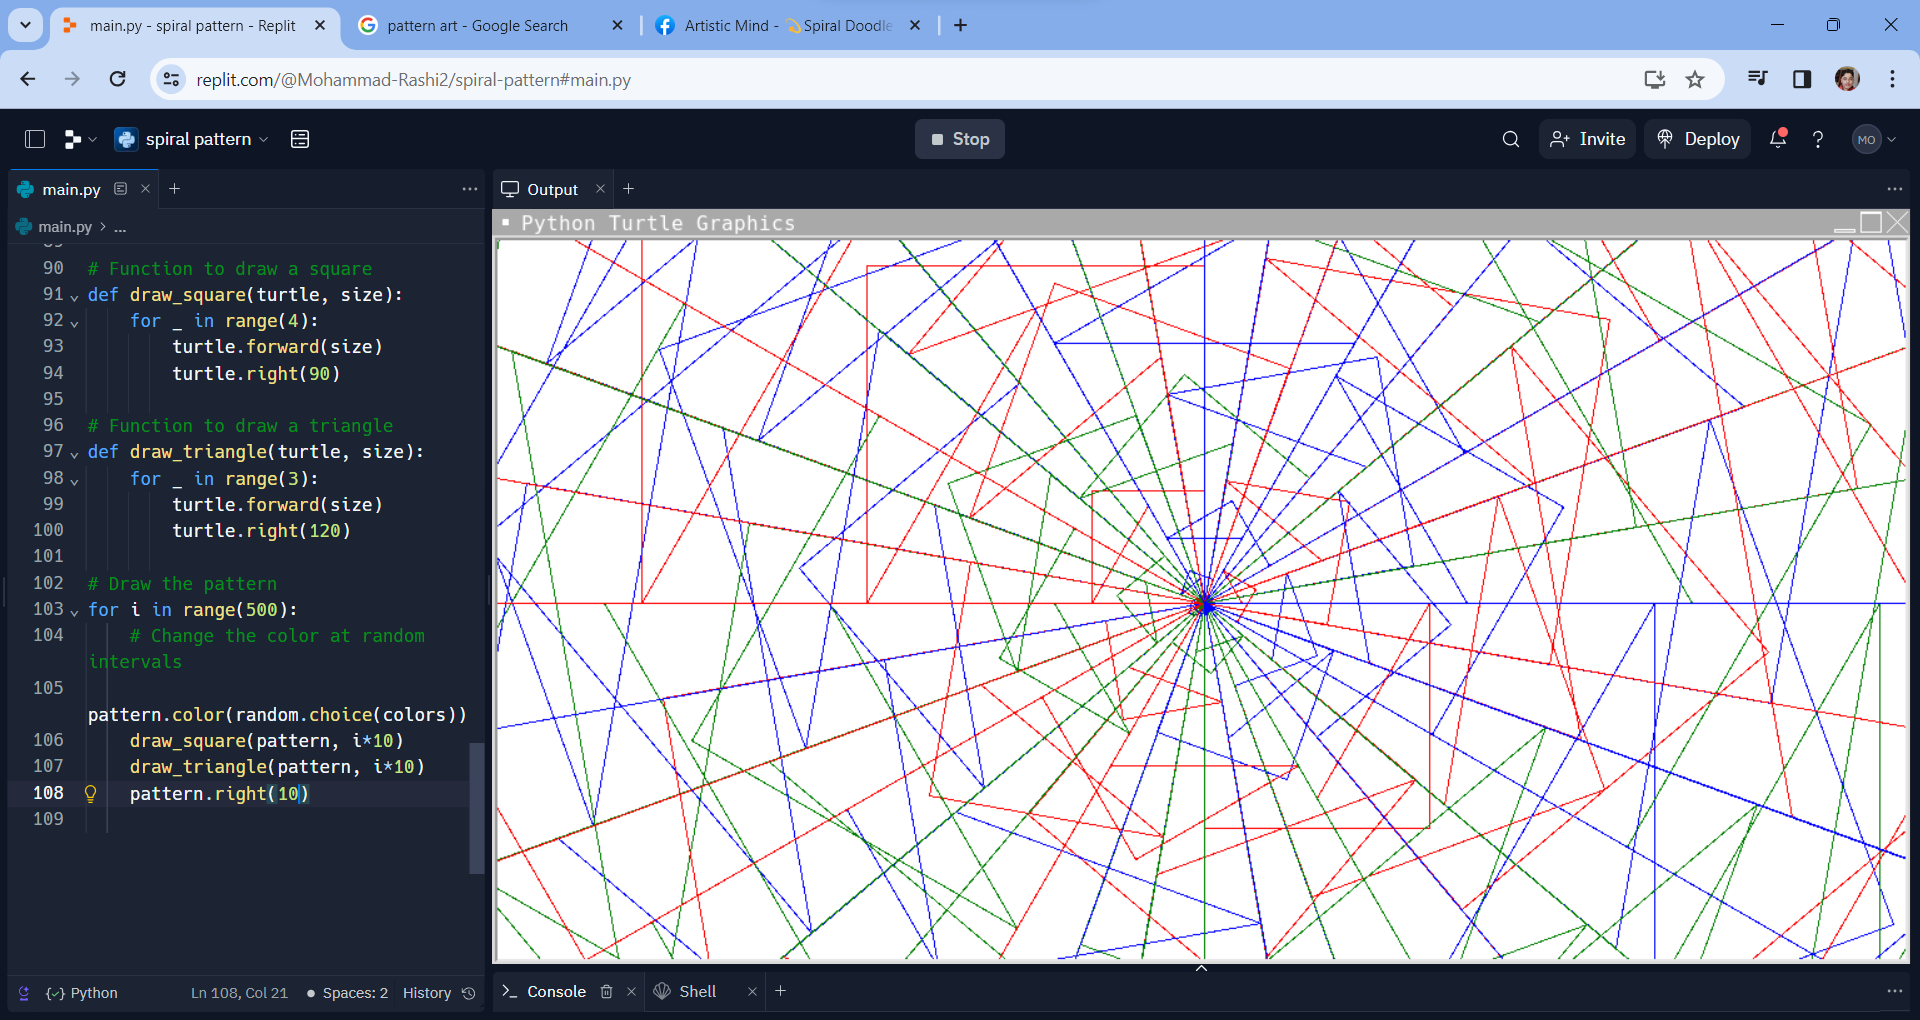 main.py - spiral pattern - Replit
pattern art - Google Search
Artistic Mind - 💫Spiral Doodle
replit.com/@Mohammad-Rashi2/spiral-pattern#main.py
spiral pattern
Stop
Invite
Deploy
MO
main.py
Output
main.py > ...
Python Turtle Graphics
89
90 # Function to draw a square
91 def draw_square(turtle, size):
92 for _ in range(4):
93 turtle.forward(size)
94 turtle.right(90)
95
96 # Function to draw a triangle
97 def draw_triangle(turtle, size):
98 for _ in range(3):
99 turtle.forward(size)
100 turtle.right(120)
101
102 # Draw the pattern
103 for i in range(500):
104 # Change the color at random
intervals
105
pattern.color(random.choice(colors))
106 draw_square(pattern, i*10)
107 draw_triangle(pattern, i*10)
108 pattern.right(10)
109
Python
Ln 108, Col 21
Spaces: 2
History
Console
Shell